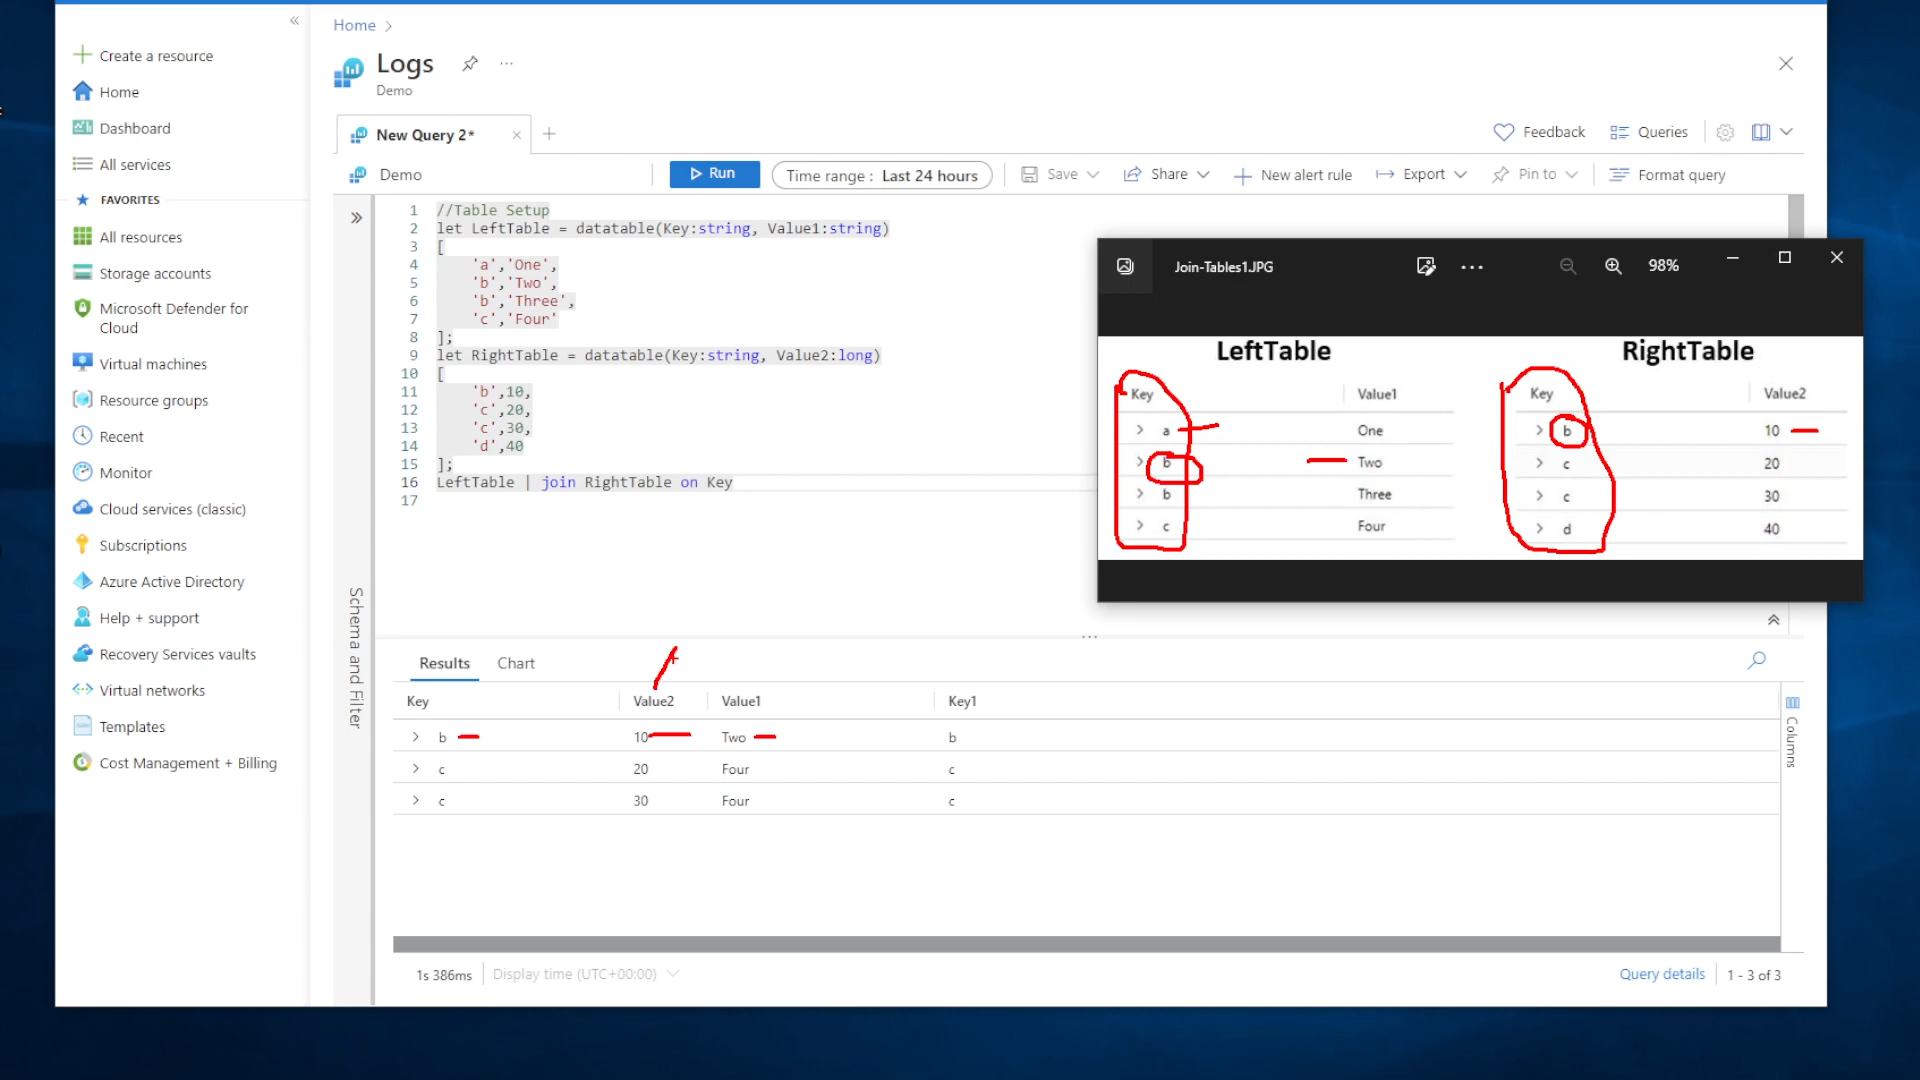 «
Create a resource
Home
Dashboard
All services
FAVORITES
All resources
Storage accounts
Microsoft Defender for
Cloud
Virtual machines
Resource groups
Recent
Monitor
Cloud services (classic)
Subscriptions
Azure Active Directory
Help + support
Recovery Services vaults
Virtual networks
Templates
Cost Management + Billing
Home >
Logs
...
Demo
New Query 2*
Feedback
Queries
Demo
Run
Time range : Last 24 hours
Save
Share
New alert rule
Export
Pin to
Format query
Schema and Filter
1 //Table Setup
2 let LeftTable = datatable(Key:string, Value1:string)
3 [
4 'a','One',
5 'b','Two',
6 'b','Three',
7 'c','Four'
8 ];
9 let RightTable = datatable(Key:string, Value2:long)
10 [
11 'b',10,
12 'c',20,
13 'c',30,
14 'd',40
15 ];
16 LeftTable | join RightTable on Key
17
Join-Tables1.JPG
98%
LeftTable
Key Value1
a One
b Two
b Three
c Four
RightTable
Key Value2
b 10
c 20
c 30
d 40
Results Chart
Key Value2 Value1 Key1
b 10 Two b
c 20 Four c
c 30 Four c
Columns
1s 386ms
Display time (UTC+00:00)
Query details
1 - 3 of 3